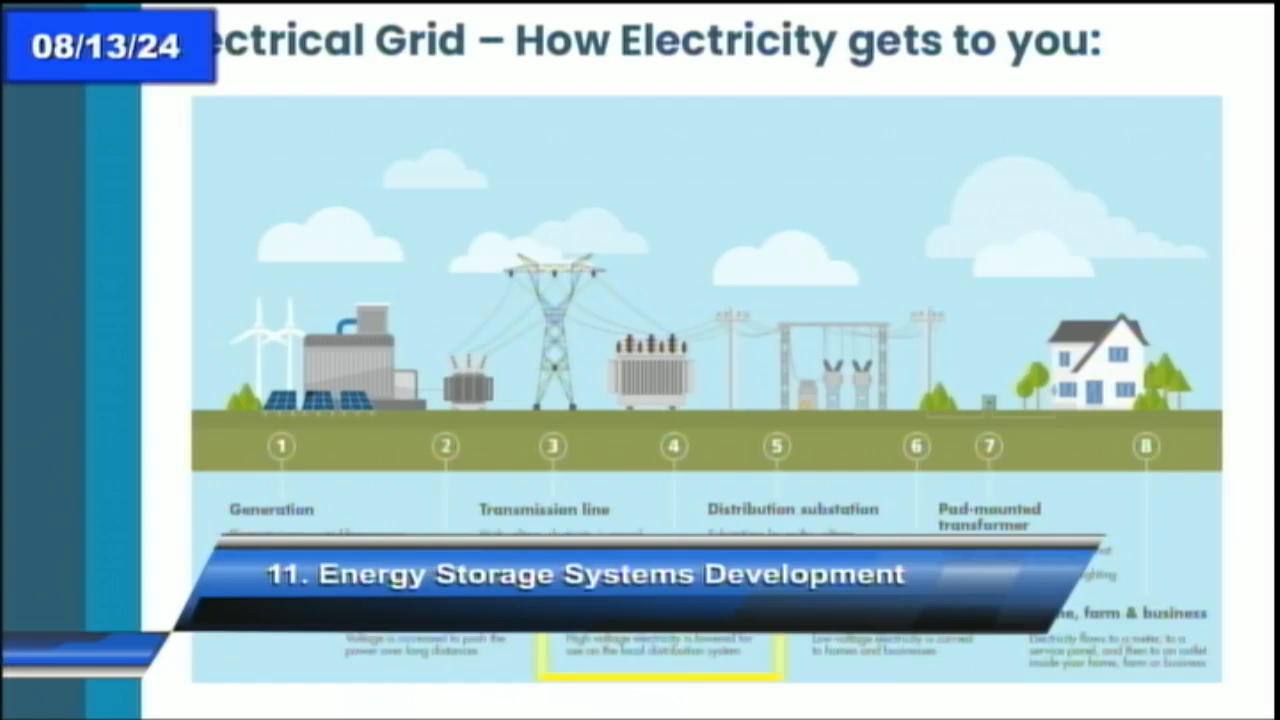 08/13/24
ectrical Grid – How Electricity gets to you:
1 2 3 4 5 6 7 8
Generation
Transmission line
Distribution substation
Pad-mounted
transformer
11. Energy Storage Systems Development
farm & business
Voltage is increased to push the
power over long distances
High voltage electricity is lowered for
use on the local distribution system
Low voltage electricity is carried
to homes and businesses
Electricity flows to a meter, to a
service panel, and then to an outlet
inside your home, farm or business